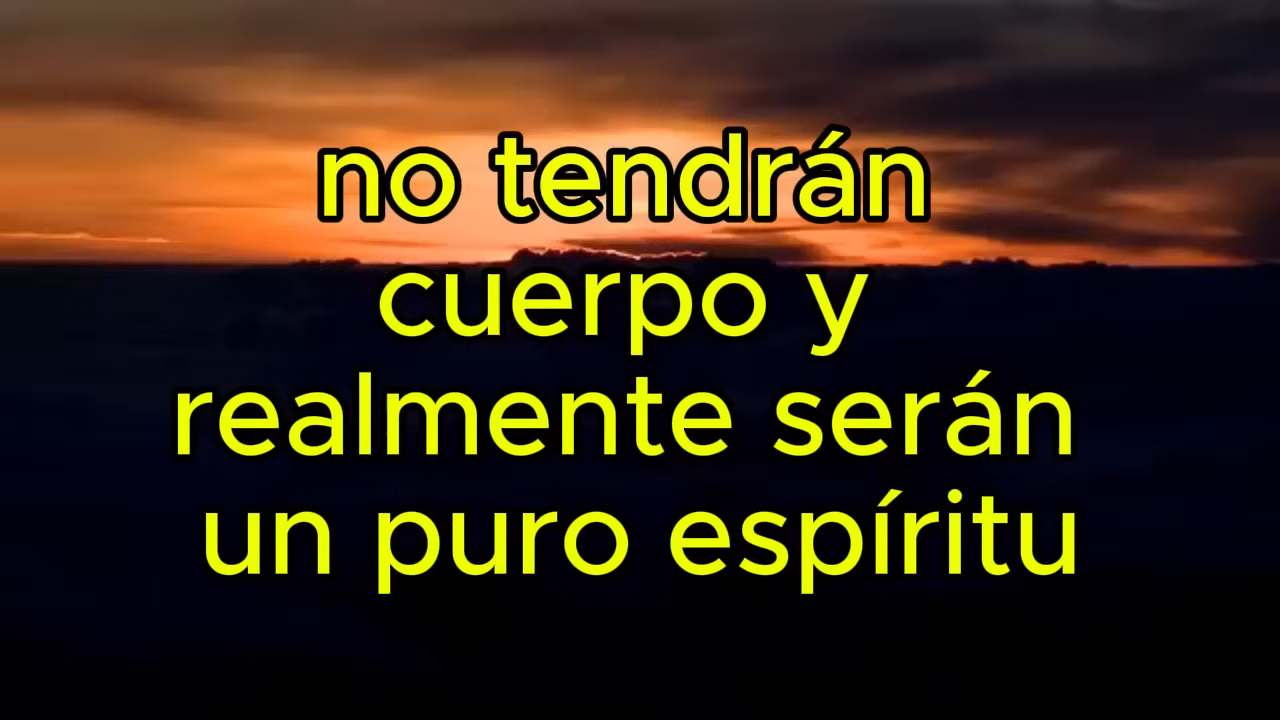 no tendrán
cuerpo y
realmente serán
un puro espíritu